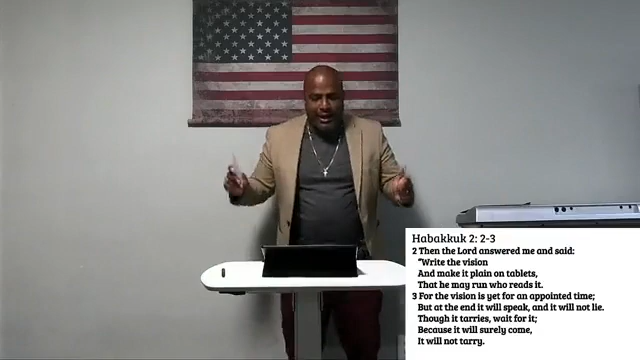 Habakkuk 2: 2-3
2 Then the Lord answered me and said:
"Write the vision
And make it plain on tablets,
That he may run who reads it.
3 For the vision is yet for an appointed time;
But at the end it will speak, and it will not lie.
Though it tarries, wait for it;
Because it will surely come,
It will not tarry.